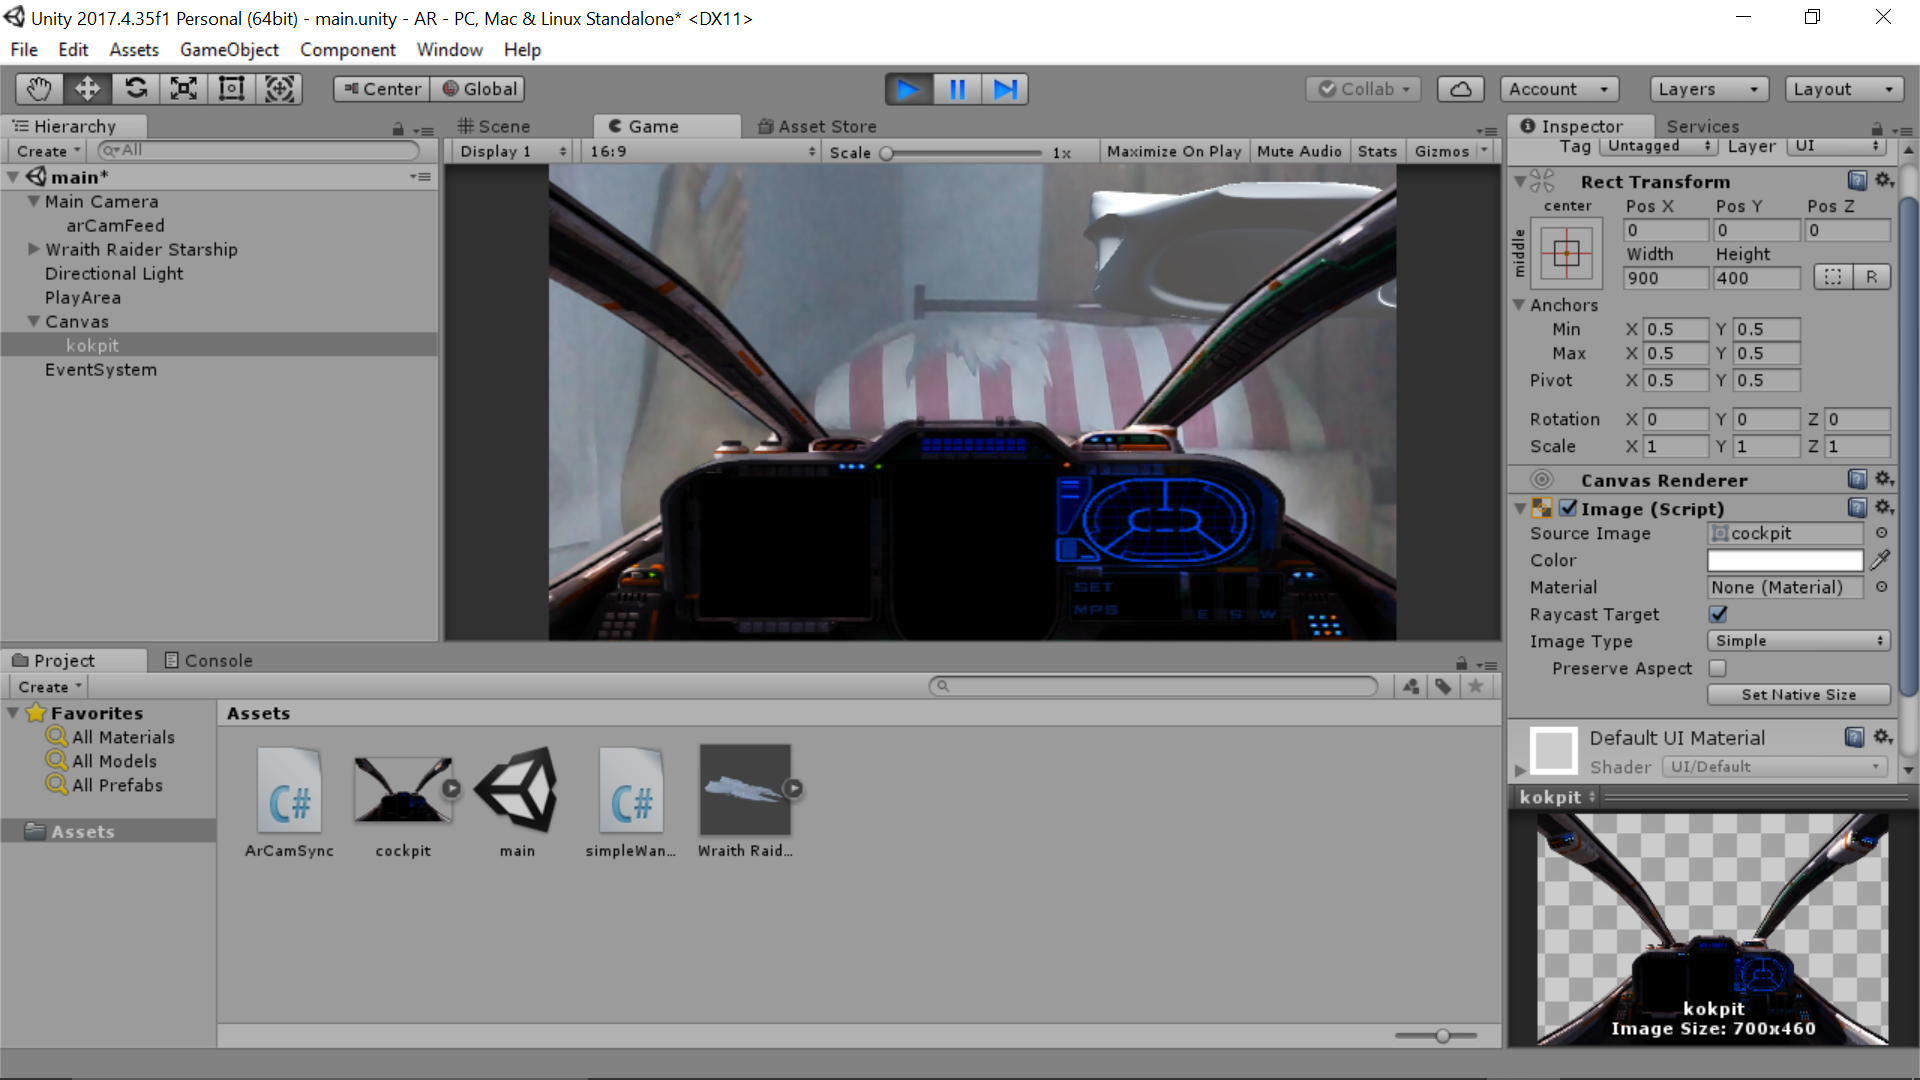 Unity 2017.4.35f1 Personal (64bit) - main.unity - AR - PC, Mac & Linux Standalone* <DX11>
File Edit Assets GameObject Component Window Help
Center Global Collab Account Layers Layout
Hierarchy
Create All
main*
Main Camera
arCamFeed
Wraith Raider Starship
Directional Light
PlayArea
Canvas
kokpit
EventSystem
Scene Game Asset Store
Display 1 16:9 Scale 1x Maximize On Play Mute Audio Stats Gizmos
SET
MPS
E S W
Inspector Services
Tag Untagged Layer UI
Rect Transform
center Pos X Pos Y Pos Z
middle
0 0 0
Width Height
900 400 R
Anchors
Min X 0.5 Y 0.5
Max X 0.5 Y 0.5
Pivot X 0.5 Y 0.5
Rotation X 0 Y 0 Z 0
Scale X 1 Y 1 Z 1
Canvas Renderer
Image (Script)
Source Image cockpit
Color
Material None (Material)
Raycast Target
Image Type Simple
Preserve Aspect
Set Native Size
Default UI Material
Shader UI/Default
kokpit
kokpit
Image Size: 700x460
Project Console
Create
Favorites
All Materials
All Models
All Prefabs
Assets
Assets
C# C#
ArCamSync cockpit main simpleWan... Wraith Raid...